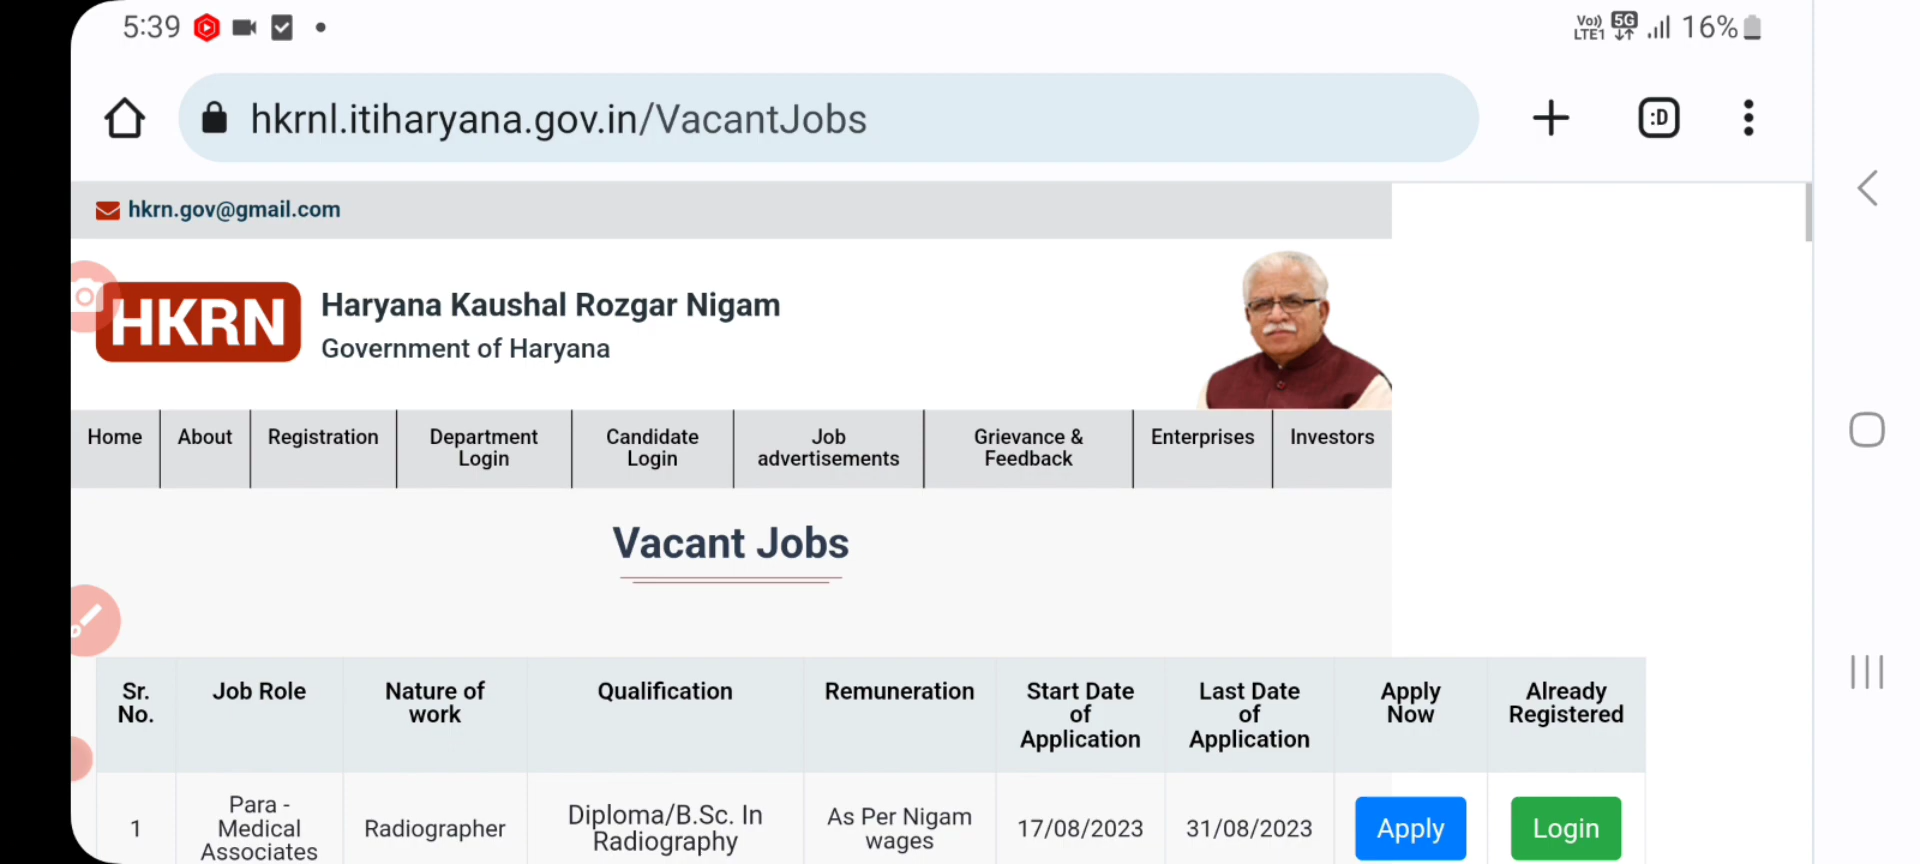 5:39
Vo)) LTE1 5G 16%
hkrnl.itiharyana.gov.in/VacantJobs
:D
hkrn.gov@gmail.com
HKRN
Haryana Kaushal Rozgar Nigam
Government of Haryana
Home About Registration Department Login Candidate Login Job advertisements Grievance & Feedback Enterprises Investors
Vacant Jobs
Sr. No. Job Role Nature of work Qualification Remuneration Start Date of Application Last Date of Application Apply Now Already Registered
1 Para - Medical Associates Radiographer Diploma/B.Sc. In Radiography As Per Nigam wages 17/08/2023 31/08/2023 Apply Login